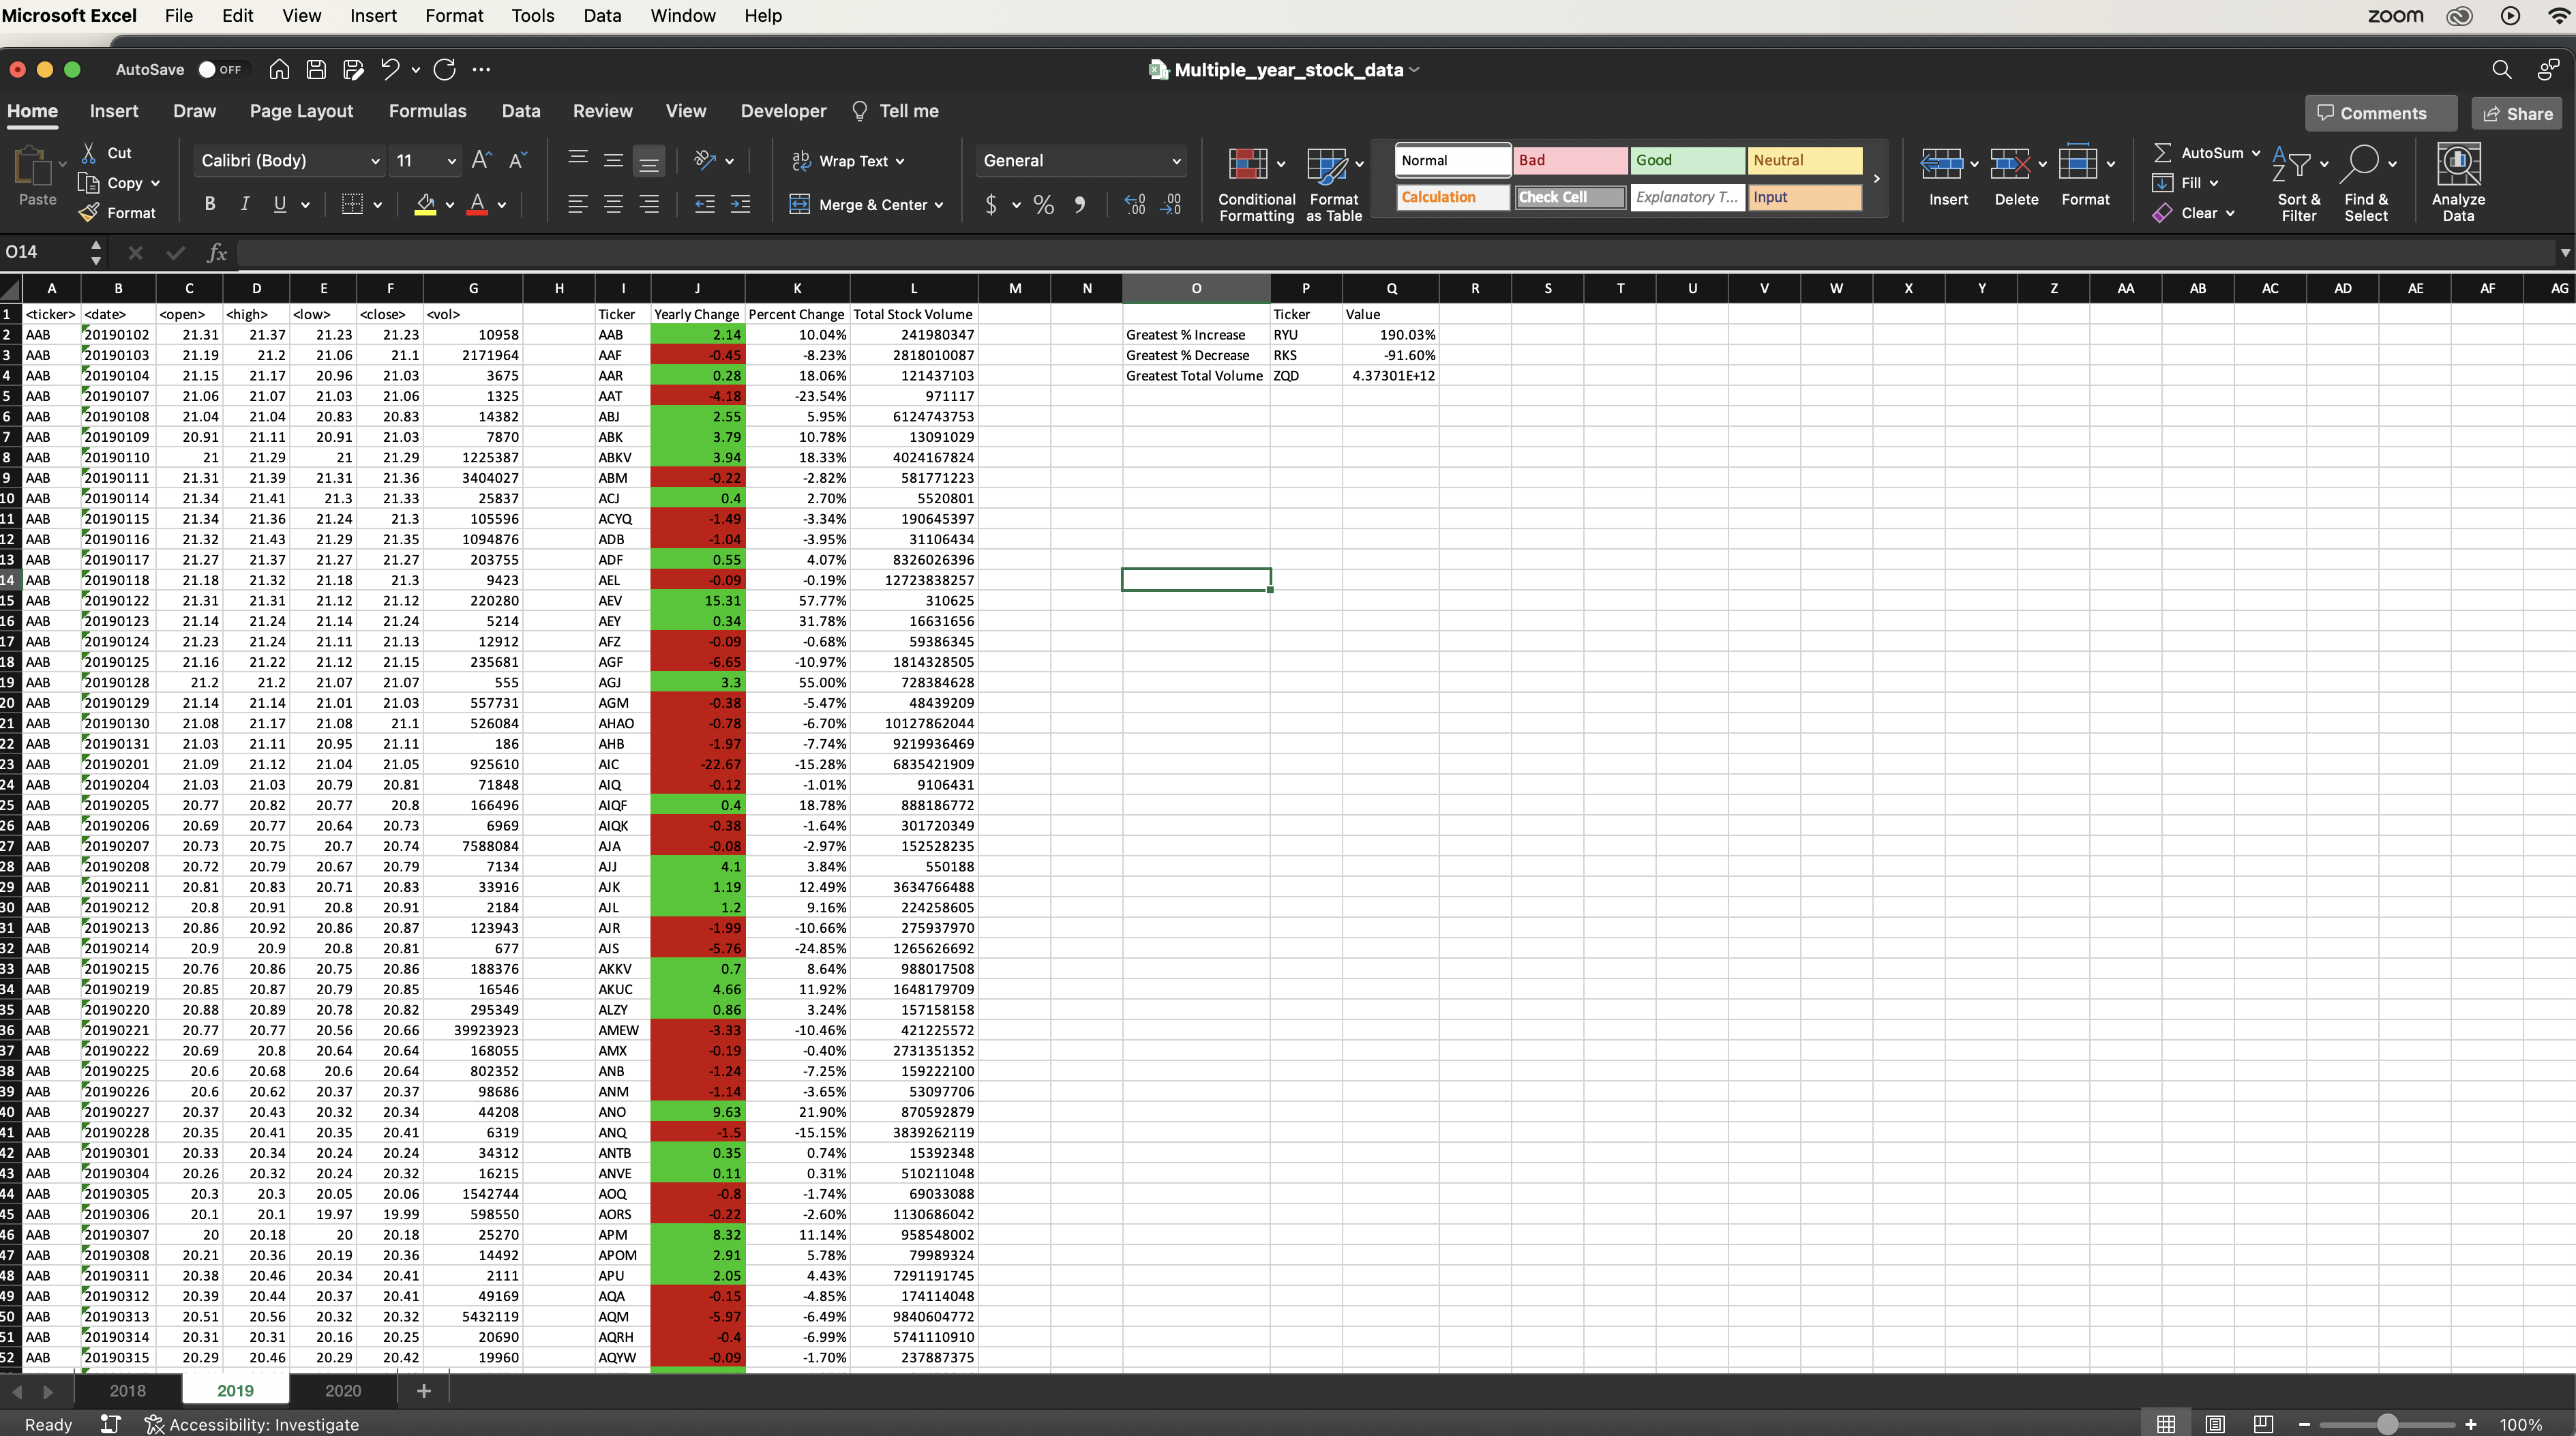 Microsoft Excel File Edit View Insert Format Tools Data Window Help zoom
AutoSave OFF Multiple_year_stock_data
Home Insert Draw Page Layout Formulas Data Review View Developer Tell me Comments Share
Paste Cut Copy Format
Calibri (Body) 11 A^ A B I U A
ab Wrap Text Merge & Center
General $ % .00 .00
Conditional Formatting Format as Table
Normal Bad Good Neutral
Calculation Check Cell Explanatory T... Input
Insert Delete Format
AutoSum Fill Clear Sort & Filter Find & Select Analyze Data
O14 fx
A B C D E F G H I J K L M N O P Q R S T U V W X Y Z AA AB AC AD AE AF AG
1 <ticker> <date> <open> <high> <low> <close> <vol> Ticker Yearly Change Percent Change Total Stock Volume Ticker Value
2 AAB 20190102 21.31 21.37 21.23 21.23 10958 AAB 2.14 10.04% 241980347 Greatest % Increase RYU 190.03%
3 AAB 20190103 21.19 21.2 21.06 21.1 2171964 AAF -0.45 -8.23% 2818010087 Greatest % Decrease RKS -91.60%
4 AAB 20190104 21.15 21.17 20.96 21.03 3675 AAR 0.28 18.06% 121437103 Greatest Total Volume ZQD 4.37301E+12
5 AAB 20190107 21.06 21.07 21.03 21.06 1325 AAT -4.18 -23.54% 971117
6 AAB 20190108 21.04 21.04 20.83 20.83 14382 ABJ 2.55 5.95% 6124743753
7 AAB 20190109 20.91 21.11 20.91 21.03 7870 ABK 3.79 10.78% 13091029
8 AAB 20190110 21 21.29 21 21.29 1225387 ABKV 3.94 18.33% 4024167824
9 AAB 20190111 21.31 21.39 21.31 21.36 3404027 ABM -0.22 -2.82% 581771223
10 AAB 20190114 21.34 21.41 21.3 21.33 25837 ACJ 0.4 2.70% 5520801
11 AAB 20190115 21.34 21.36 21.24 21.3 105596 ACYQ -1.49 -3.34% 190645397
12 AAB 20190116 21.32 21.43 21.29 21.35 1094876 ADB -1.04 -3.95% 31106434
13 AAB 20190117 21.27 21.37 21.27 21.27 203755 ADF 0.55 4.07% 8326026396
14 AAB 20190118 21.18 21.32 21.18 21.3 9423 AEL -0.09 -0.19% 12723838257
15 AAB 20190122 21.31 21.31 21.12 21.12 220280 AEV 15.31 57.77% 310625
16 AAB 20190123 21.14 21.24 21.14 21.24 5214 AEY 0.34 31.78% 16631656
17 AAB 20190124 21.23 21.24 21.11 21.13 12912 AFZ -0.09 -0.68% 59386345
18 AAB 20190125 21.16 21.22 21.12 21.15 235681 AGF -6.65 -10.97% 1814328505
19 AAB 20190128 21.2 21.2 21.07 21.07 555 AGJ 3.3 55.00% 728384628
20 AAB 20190129 21.14 21.14 21.01 21.03 557731 AGM -0.38 -5.47% 48439209
21 AAB 20190130 21.08 21.17 21.08 21.1 526084 AHAO -0.78 -6.70% 10127862044
22 AAB 20190131 21.03 21.11 20.95 21.11 186 AHB -1.97 -7.74% 9219936469
23 AAB 20190201 21.09 21.12 21.04 21.05 925610 AIC -22.67 -15.28% 6835421909
24 AAB 20190204 21.03 21.03 20.79 20.81 71848 AIQ -0.12 -1.01% 9106431
25 AAB 20190205 20.77 20.82 20.77 20.8 166496 AIQF 0.4 18.78% 888186772
26 AAB 20190206 20.69 20.77 20.64 20.73 6969 AIQK -0.38 -1.64% 301720349
27 AAB 20190207 20.73 20.75 20.7 20.74 7588084 AJA -0.08 -2.97% 152528235
28 AAB 20190208 20.72 20.79 20.67 20.79 7134 AJJ 4.1 3.84% 550188
29 AAB 20190211 20.81 20.83 20.71 20.83 33916 AJK 1.19 12.49% 3634766488
30 AAB 20190212 20.8 20.91 20.8 20.91 2184 AJL 1.2 9.16% 224258605
31 AAB 20190213 20.86 20.92 20.86 20.87 123943 AJR -1.99 -10.66% 275937970
32 AAB 20190214 20.9 20.9 20.8 20.81 677 AJS -5.76 -24.85% 1265626692
33 AAB 20190215 20.76 20.86 20.75 20.86 188376 AKKV 0.7 8.64% 988017508
34 AAB 20190219 20.85 20.87 20.79 20.85 16546 AKUC 4.66 11.92% 1648179709
35 AAB 20190220 20.88 20.89 20.78 20.82 295349 ALZY 0.86 3.24% 157158158
36 AAB 20190221 20.77 20.77 20.56 20.66 39923923 AMEW -3.33 -10.46% 421225572
37 AAB 20190222 20.69 20.8 20.64 20.64 168055 AMX -0.19 -0.40% 2731351352
38 AAB 20190225 20.6 20.68 20.6 20.64 802352 ANB -1.24 -7.25% 159222100
39 AAB 20190226 20.6 20.62 20.37 20.37 98686 ANM -1.14 -3.65% 53097706
40 AAB 20190227 20.37 20.43 20.32 20.34 44208 ANO 9.63 21.90% 870592879
41 AAB 20190228 20.35 20.41 20.35 20.41 6319 ANQ -1.5 -15.15% 3839262119
42 AAB 20190301 20.33 20.34 20.24 20.24 34312 ANTB 0.35 0.74% 15392348
43 AAB 20190304 20.26 20.32 20.24 20.32 16215 ANVE 0.11 0.31% 510211048
44 AAB 20190305 20.3 20.3 20.05 20.06 1542744 AOQ -0.8 -1.74% 69033088
45 AAB 20190306 20.1 20.1 19.97 19.99 598550 AORS -0.22 -2.60% 1130686042
46 AAB 20190307 20 20.18 20 20.18 25270 APM 8.32 11.14% 958548002
47 AAB 20190308 20.21 20.36 20.19 20.36 14492 APOM 2.91 5.78% 79989324
48 AAB 20190311 20.38 20.46 20.34 20.41 2111 APU 2.05 4.43% 7291191745
49 AAB 20190312 20.39 20.44 20.37 20.41 49169 AQA -0.15 -4.85% 174114048
50 AAB 20190313 20.51 20.56 20.32 20.32 5432119 AQM -5.97 -6.49% 9840604772
51 AAB 20190314 20.31 20.31 20.16 20.25 20690 AQRH -0.4 -6.99% 5741110910
52 AAB 20190315 20.29 20.46 20.29 20.42 19960 AQYW -0.09 -1.70% 237887375
2018 2019 2020 +
Ready Accessibility: Investigate 100%